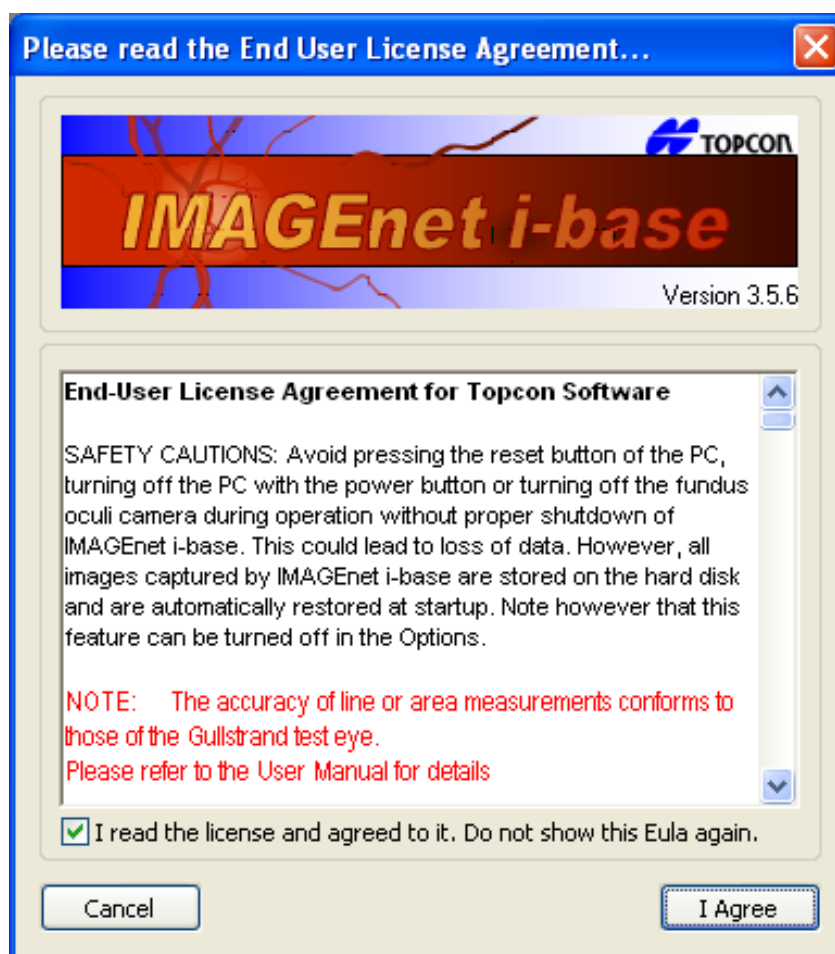 Please read the End User License Agreement...
TOPCON
IMAGEnet i-base
Version 3.5.6
End-User License Agreement for Topcon Software
SAFETY CAUTIONS: Avoid pressing the reset button of the PC,
turning off the PC with the power button or turning off the fundus
oculi camera during operation without proper shutdown of
IMAGEnet i-base. This could lead to loss of data. However, all
images captured by IMAGEnet i-base are stored on the hard disk
and are automatically restored at startup. Note however that this
feature can be turned off in the Options.
NOTE: The accuracy of line or area measurements conforms to
those of the Gullstrand test eye.
Please refer to the User Manual for details
I read the license and agreed to it. Do not show this Eula again.
Cancel
I Agree